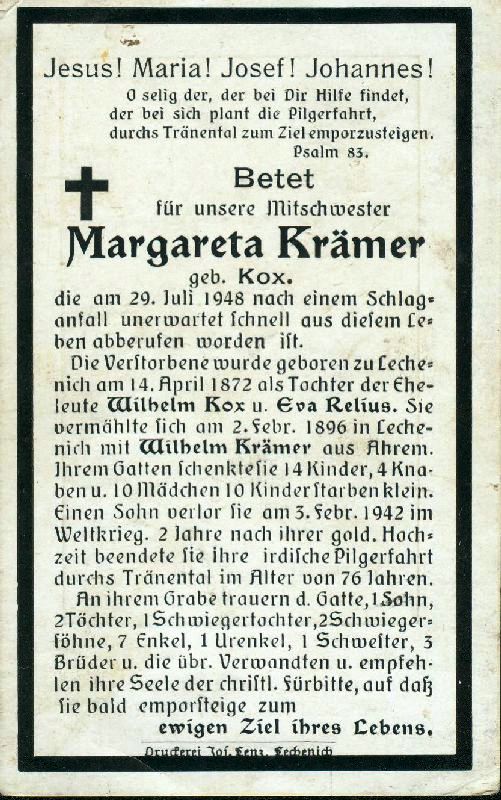 Jesus! Maria! Josef! Johannes!
O selig der, der bei Dir Hilfe findet,
der bei sich plant die Pilgerfahrt,
durchs Tränental zum Ziel emporzusteigen.
Psalm 83.
Betet
für unsere Mitschwester
Margareta Krämer
geb. Kox.
die am 29. Juli 1948 nach einem Schlag-
anfall unerwartet schnell aus diesem Le-
ben abberufen worden ist.
Die Verstorbene wurde geboren zu Leche-
nich am 14. April 1872 als Tochter der Ehe-
leute Wilhelm Kox u. Eva Relius. Sie
vermählte sich am 2. Febr. 1896 in Leche-
nich mit Wilhelm Krämer aus Ahrem.
Ihrem Gatten schenkte sie 14 Kinder, 4 Kna-
ben u. 10 Mädchen 10 Kinder starben klein.
Einen Sohn verlor sie am 3. Febr. 1942 im
Weltkrieg. 2 Jahre nach ihrer gold. Hoch-
zeit beendete sie ihre irdische Pilgerfahrt
durchs Tränental im Alter von 76 Jahren.
An ihrem Grabe trauern d. Gatte, 1 Sohn,
2 Töchter, 1 Schwiegertochter, 2 Schwieger-
söhne, 7 Enkel, 1 Urenkel, 1 Schwester, 3
Brüder u. die übr. Verwandten u. empfeh-
len ihre Seele der christl. Fürbitte, auf daß
sie bald emporsteige zum
ewigen Ziel ihres Lebens.
Druckerei Jos. Lenz, Lechenich